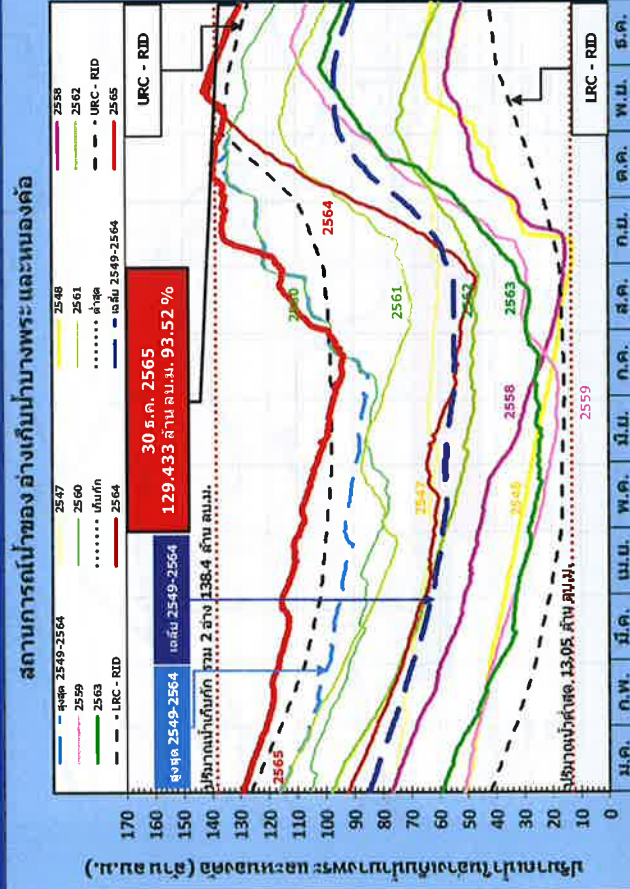 สถานการณ์น้ำของ อ่างเก็บน้ำบางพระ และหนองค้อ
สูงสุด 2549-2564
2547
2548
2558
2559
2560
2561
2562
2563
เก็บกัก
ต่ำสุด
URC - RID
LRC - RID
2564
เฉลี่ย 2549-2564
2565
30 ธ.ค. 2565
129.433 ล้าน ลบ.ม. 93.52 %
สูงสุด 2549-2564
เฉลี่ย 2549-2564
URC - RID
LRC - RID
ปริมาณน้ำเก็บกัก รวม 2 อ่าง 138.4 ล้าน ลบ.ม.
ปริมาณน้ำต่ำสุด 13.05 ล้าน ลบ.ม.
2565
2560
2564
2561
2562
2563
2547
2558
2548
2559
ปริมาณน้ำในอ่างเก็บน้ำบางพระ และหนองค้อ (ล้าน ลบ.ม.)
170
160
150
140
130
120
110
100
90
80
70
60
50
40
30
20
10
0
ม.ค.
ก.พ.
มี.ค.
เม.ย.
พ.ค.
มิ.ย.
ก.ค.
ส.ค.
ก.ย.
ต.ค.
พ.ย.
ธ.ค.